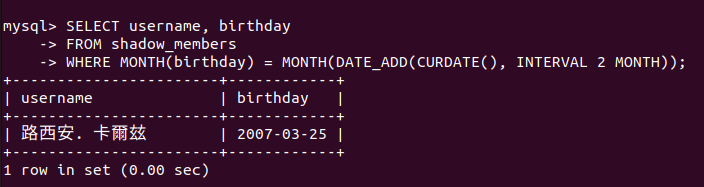 mysql> SELECT username, birthday
    -> FROM shadow_members
    -> WHERE MONTH(birthday) = MONTH(DATE_ADD(CURDATE(), INTERVAL 2 MONTH));
+-----------------------+------------+
| username              | birthday   |
+-----------------------+------------+
| 路西安．卡爾茲        | 2007-03-25 |
+-----------------------+------------+
1 row in set (0.00 sec)